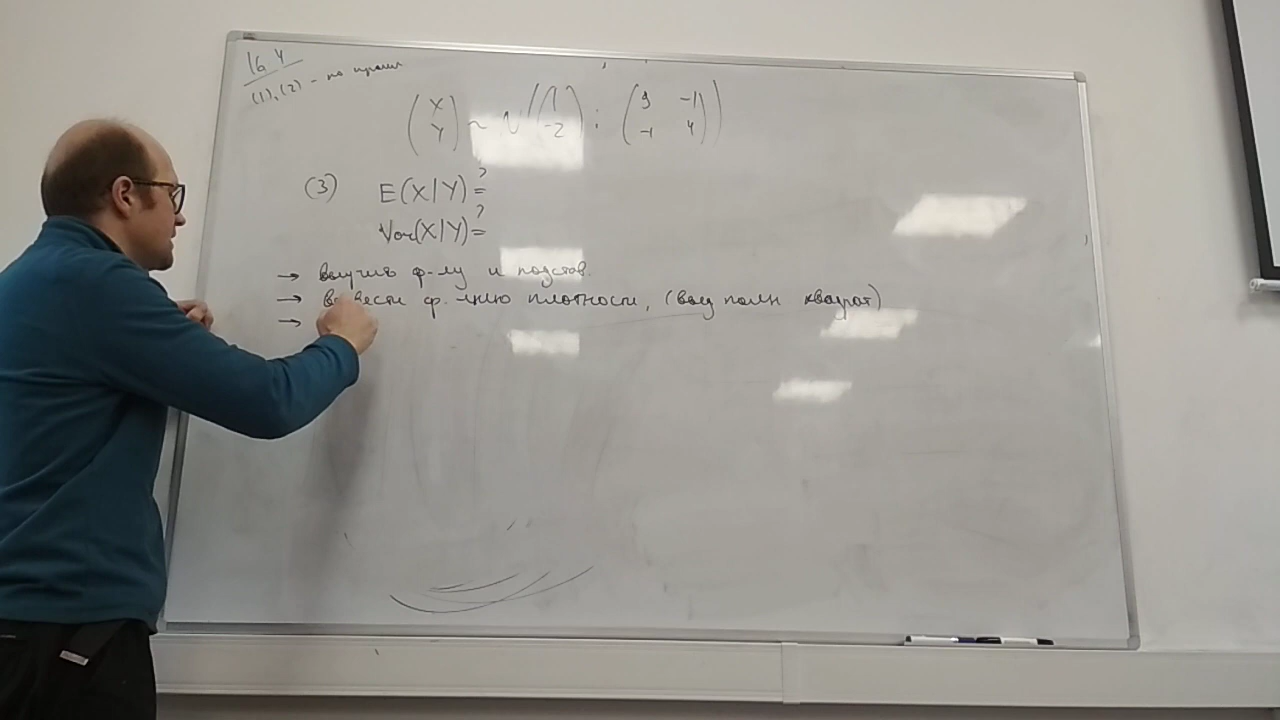 16.4
(1), (2) - по прошл
(X Y) ~ N((1 -2); (9 -1 -1 4))
(3) E(X|Y) = ?
Var(X|Y) = ?
→ выучить ф-лу и подстав.
→ вывести ф-цию плотности, (выд полн квадрат)
→